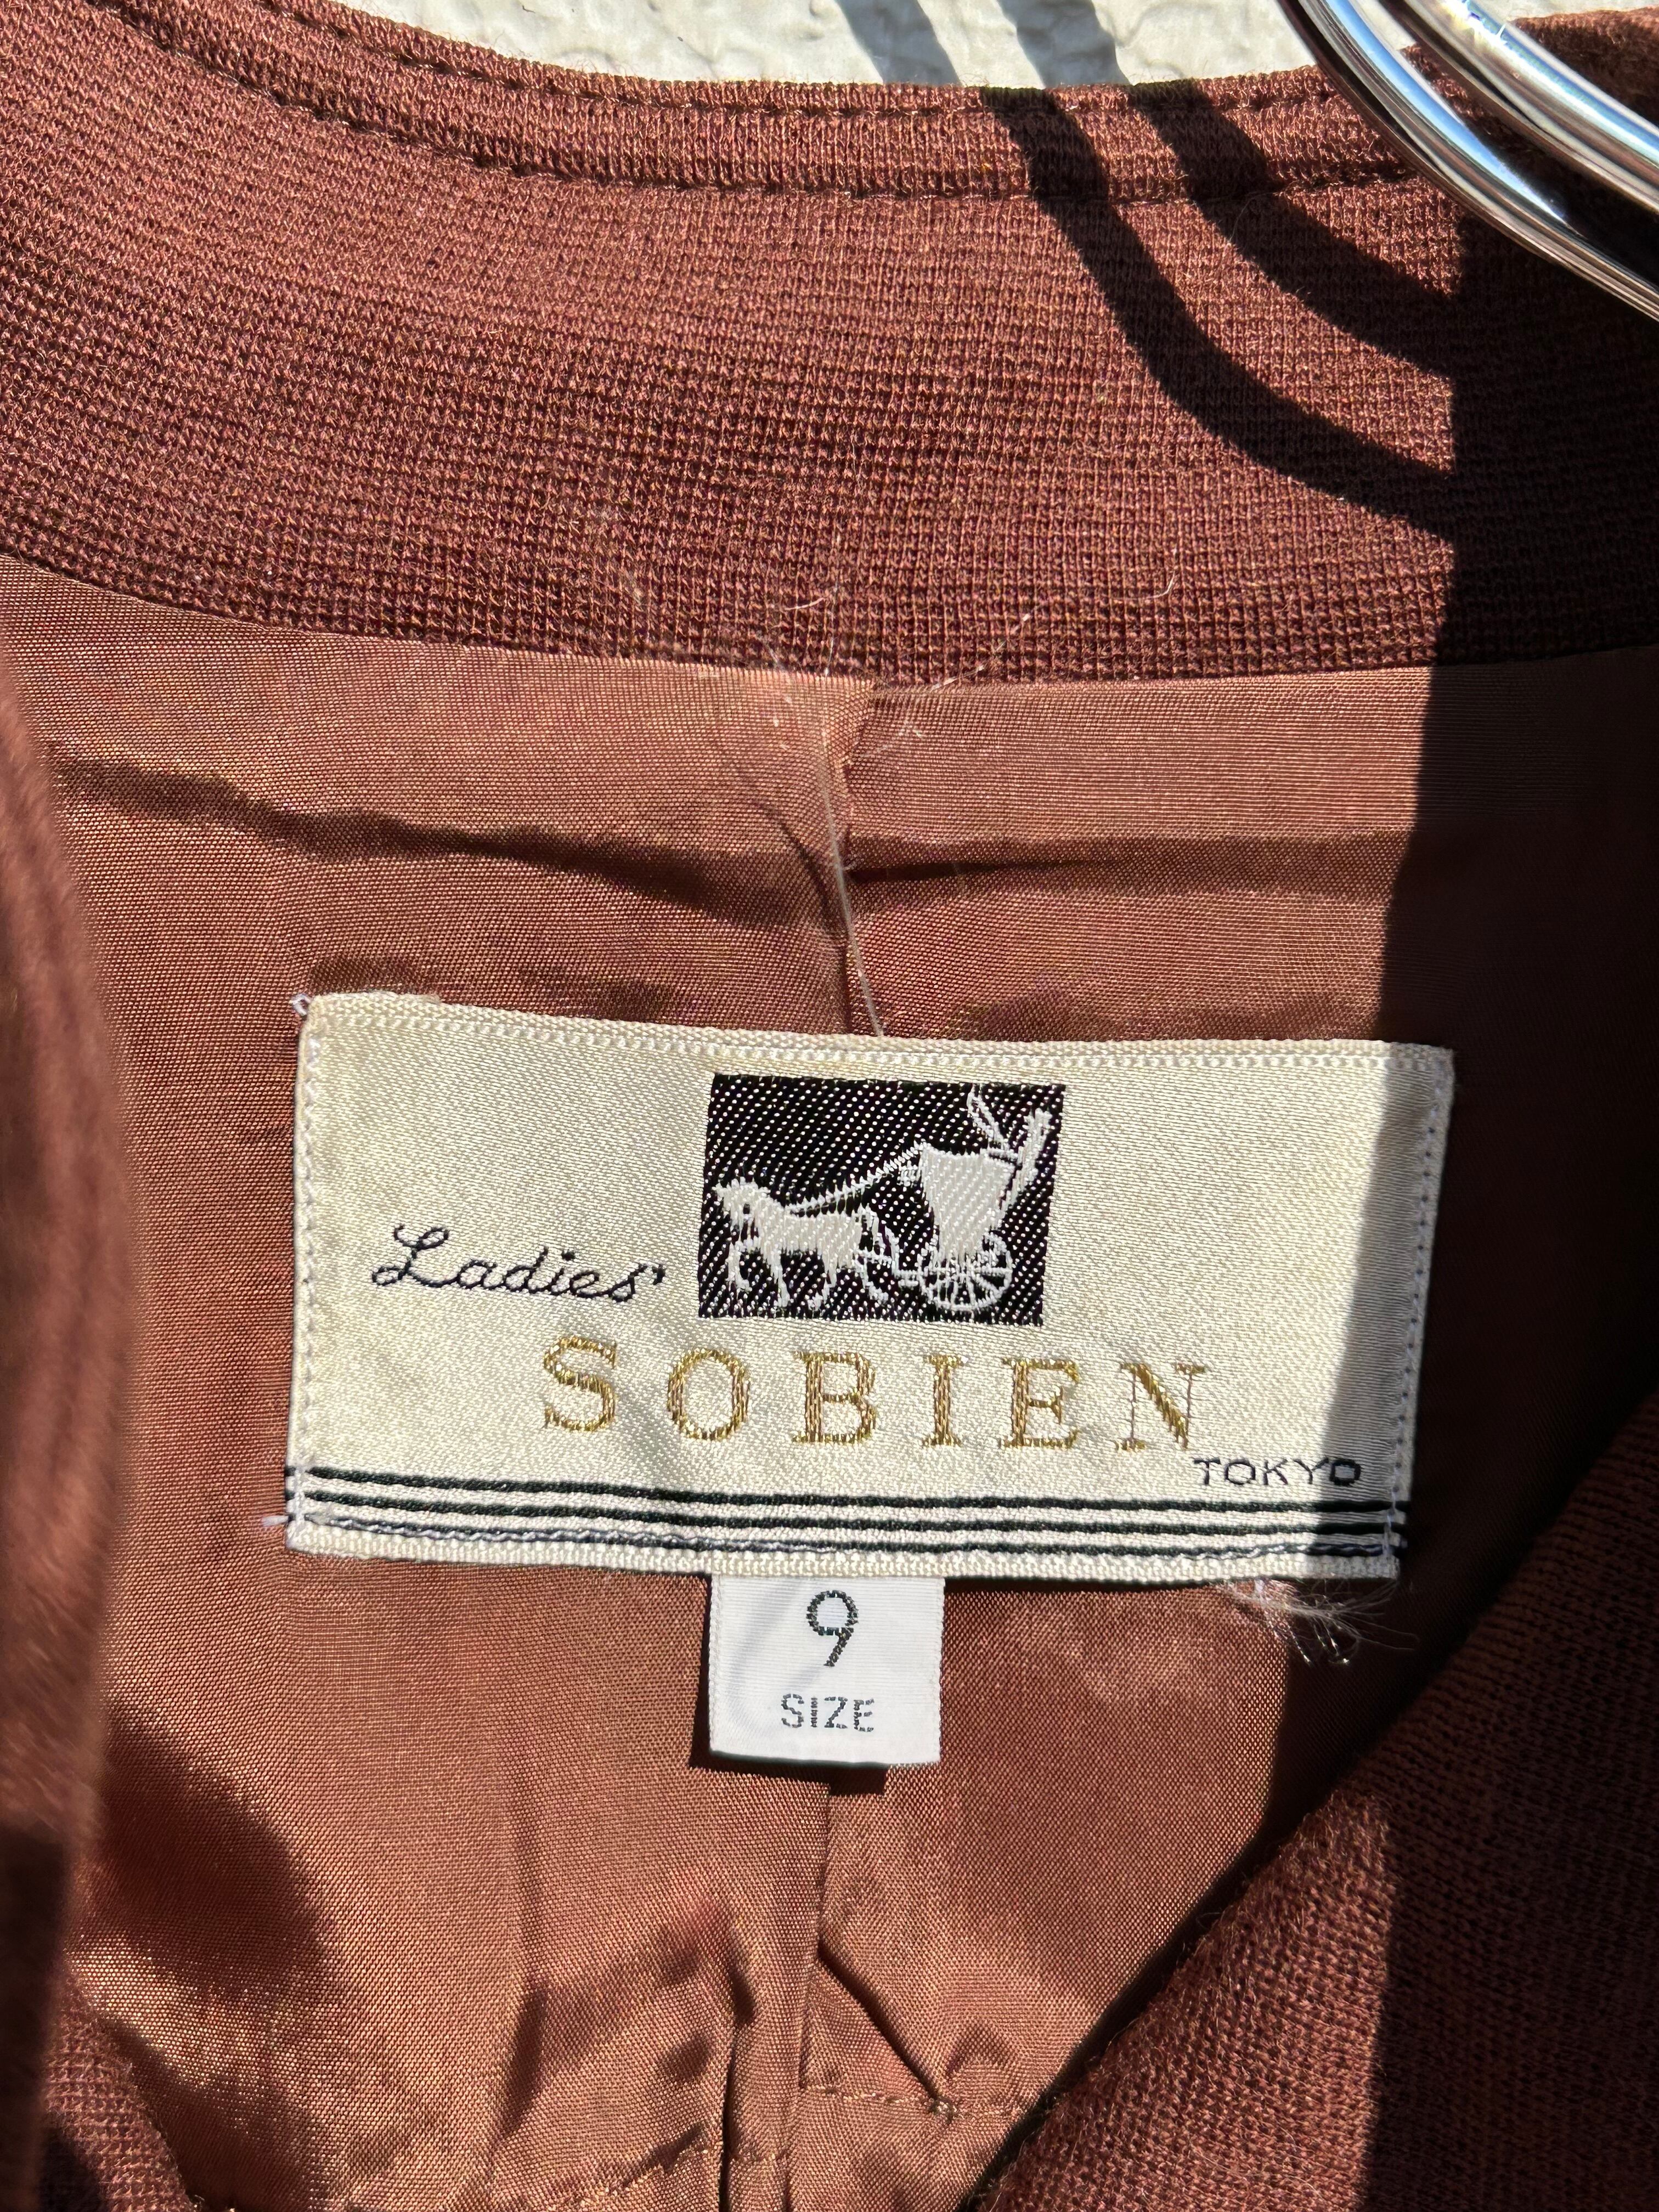 Ladies'
SOBIEN
TOKYO
9
SIZE